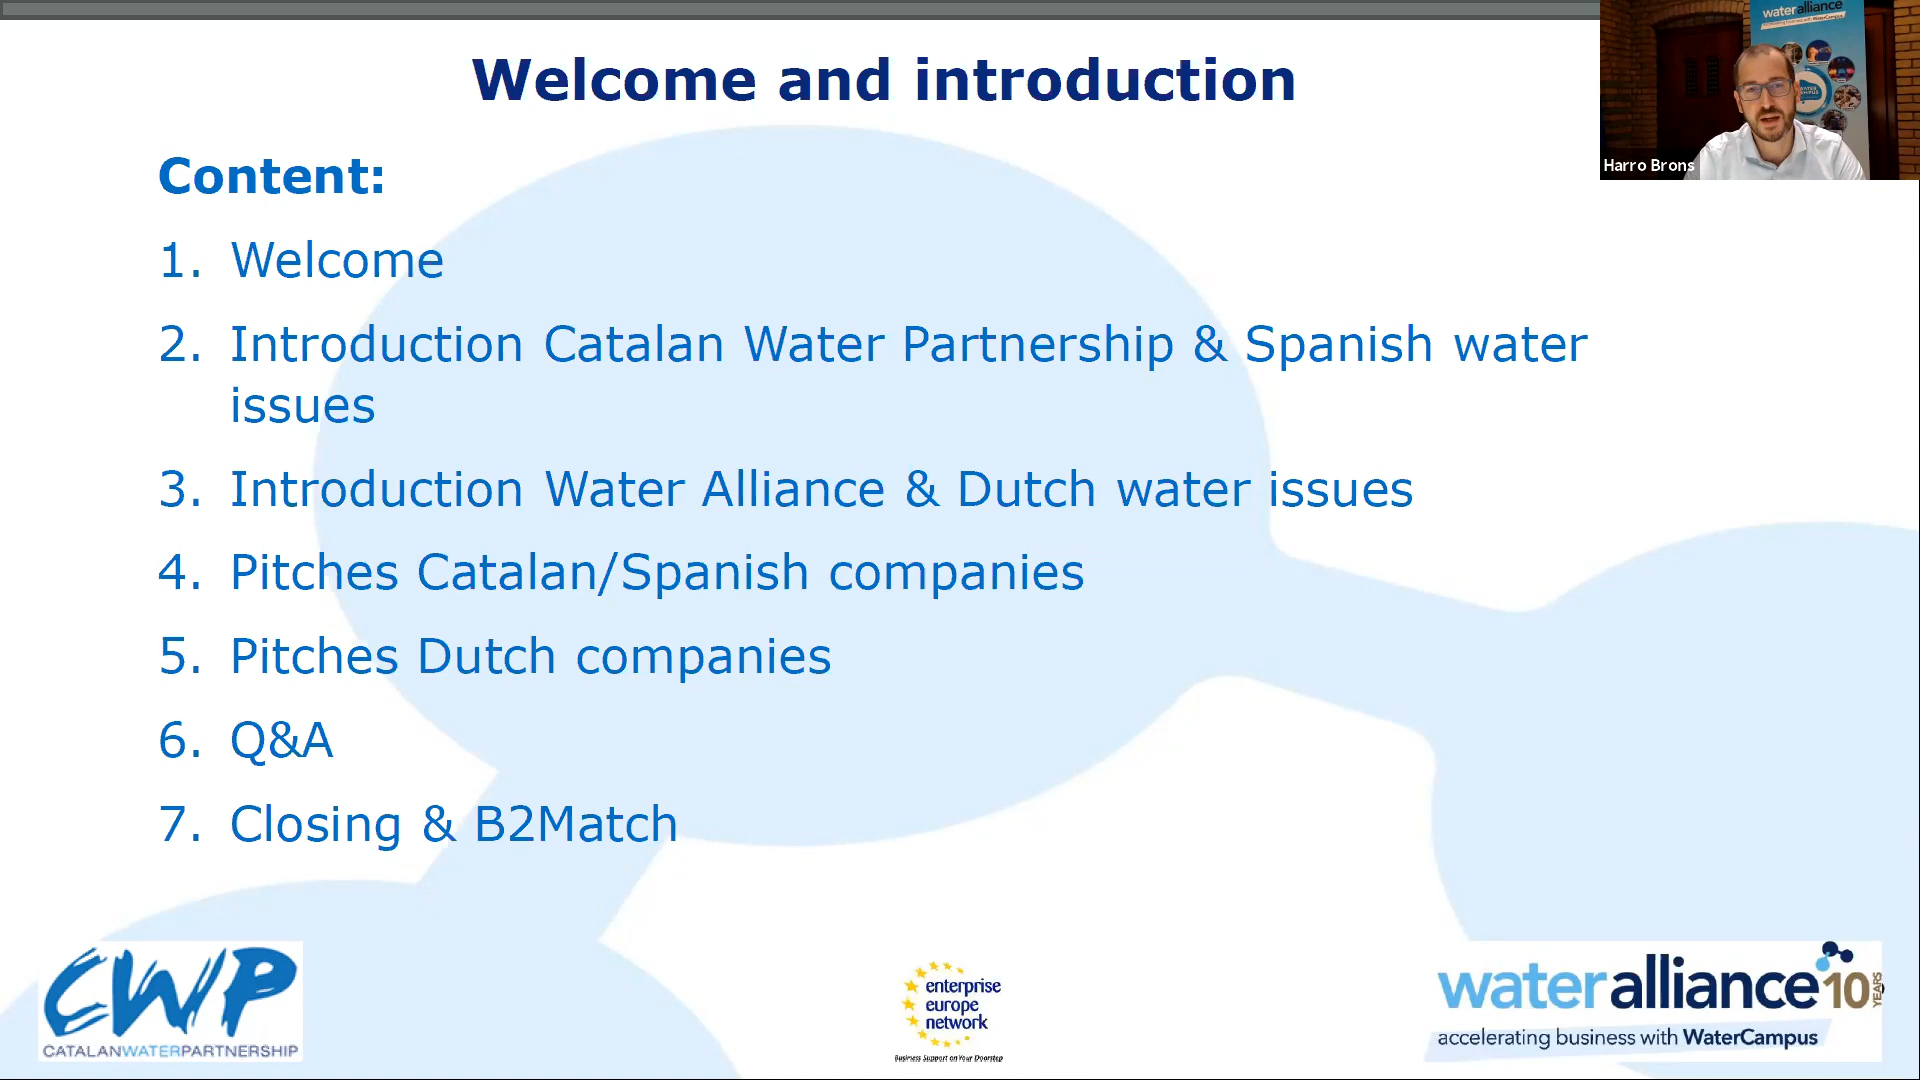 Welcome and introduction
wateralliance
Harro Brons
Content:
1. Welcome
2. Introduction Catalan Water Partnership & Spanish water
issues
3. Introduction Water Alliance & Dutch water issues
4. Pitches Catalan/Spanish companies
5. Pitches Dutch companies
6. Q&A
7. Closing & B2Match
CWP
CATALANWATERPARTNERSHIP
enterprise
europe
network
Business Support on Your Doorstep
wateralliance 10 YEARS
accelerating business with WaterCampus